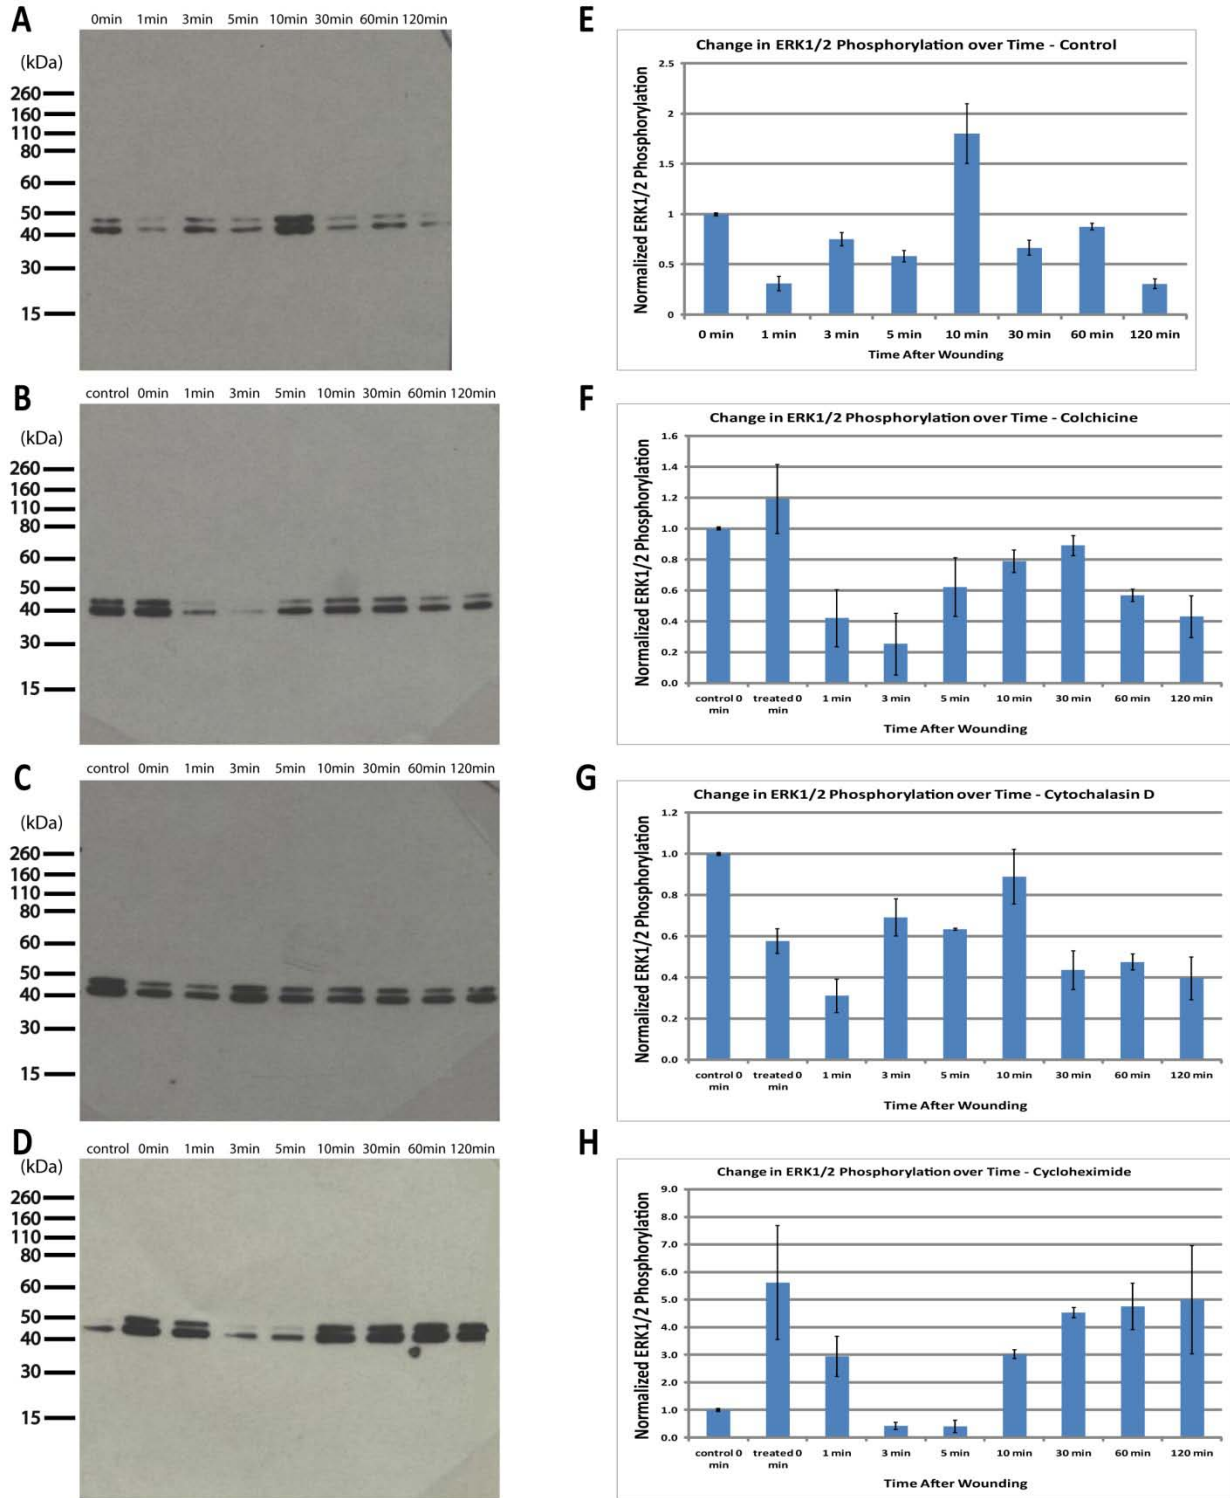 A
0min 1min 3min 5min 10min 30min 60min 120min
(kDa)
260
160
110
80
60
50
40
30
15
E
Change in ERK1/2 Phosphorylation over Time - Control
Normalized ERK1/2 Phosphorylation
2.5
2
1.5
1
0.5
0
0 min 1 min 3 min 5 min 10 min 30 min 60 min 120 min
Time After Wounding
B
control 0min 1min 3min 5min 10min 30min 60min 120min
(kDa)
260
160
110
80
60
50
40
30
15
F
Change in ERK1/2 Phosphorylation over Time - Colchicine
Normalized ERK1/2 Phosphorylation
1.6
1.4
1.2
1.0
0.8
0.6
0.4
0.2
0.0
control 0 treated 0 1 min 3 min 5 min 10 min 30 min 60 min 120 min
min min
Time After Wounding
C
control 0min 1min 3min 5min 10min 30min 60min 120min
(kDa)
260
160
110
80
60
50
40
30
15
G
Change in ERK1/2 Phosphorylation over Time - Cytochalasin D
Normalized ERK1/2 Phosphorylation
1.2
1.0
0.8
0.6
0.4
0.2
0.0
control 0 treated 0 1 min 3 min 5 min 10 min 30 min 60 min 120 min
min min
Time After Wounding
D
control 0min 1min 3min 5min 10min 30min 60min 120min
(kDa)
260
160
110
80
60
50
40
30
15
H
Change in ERK1/2 Phosphorylation over Time - Cycloheximide
Normalized ERK1/2 Phosphorylation
9.0
8.0
7.0
6.0
5.0
4.0
3.0
2.0
1.0
0.0
control 0 treated 0 1 min 3 min 5 min 10 min 30 min 60 min 120 min
min min
Time After Wounding